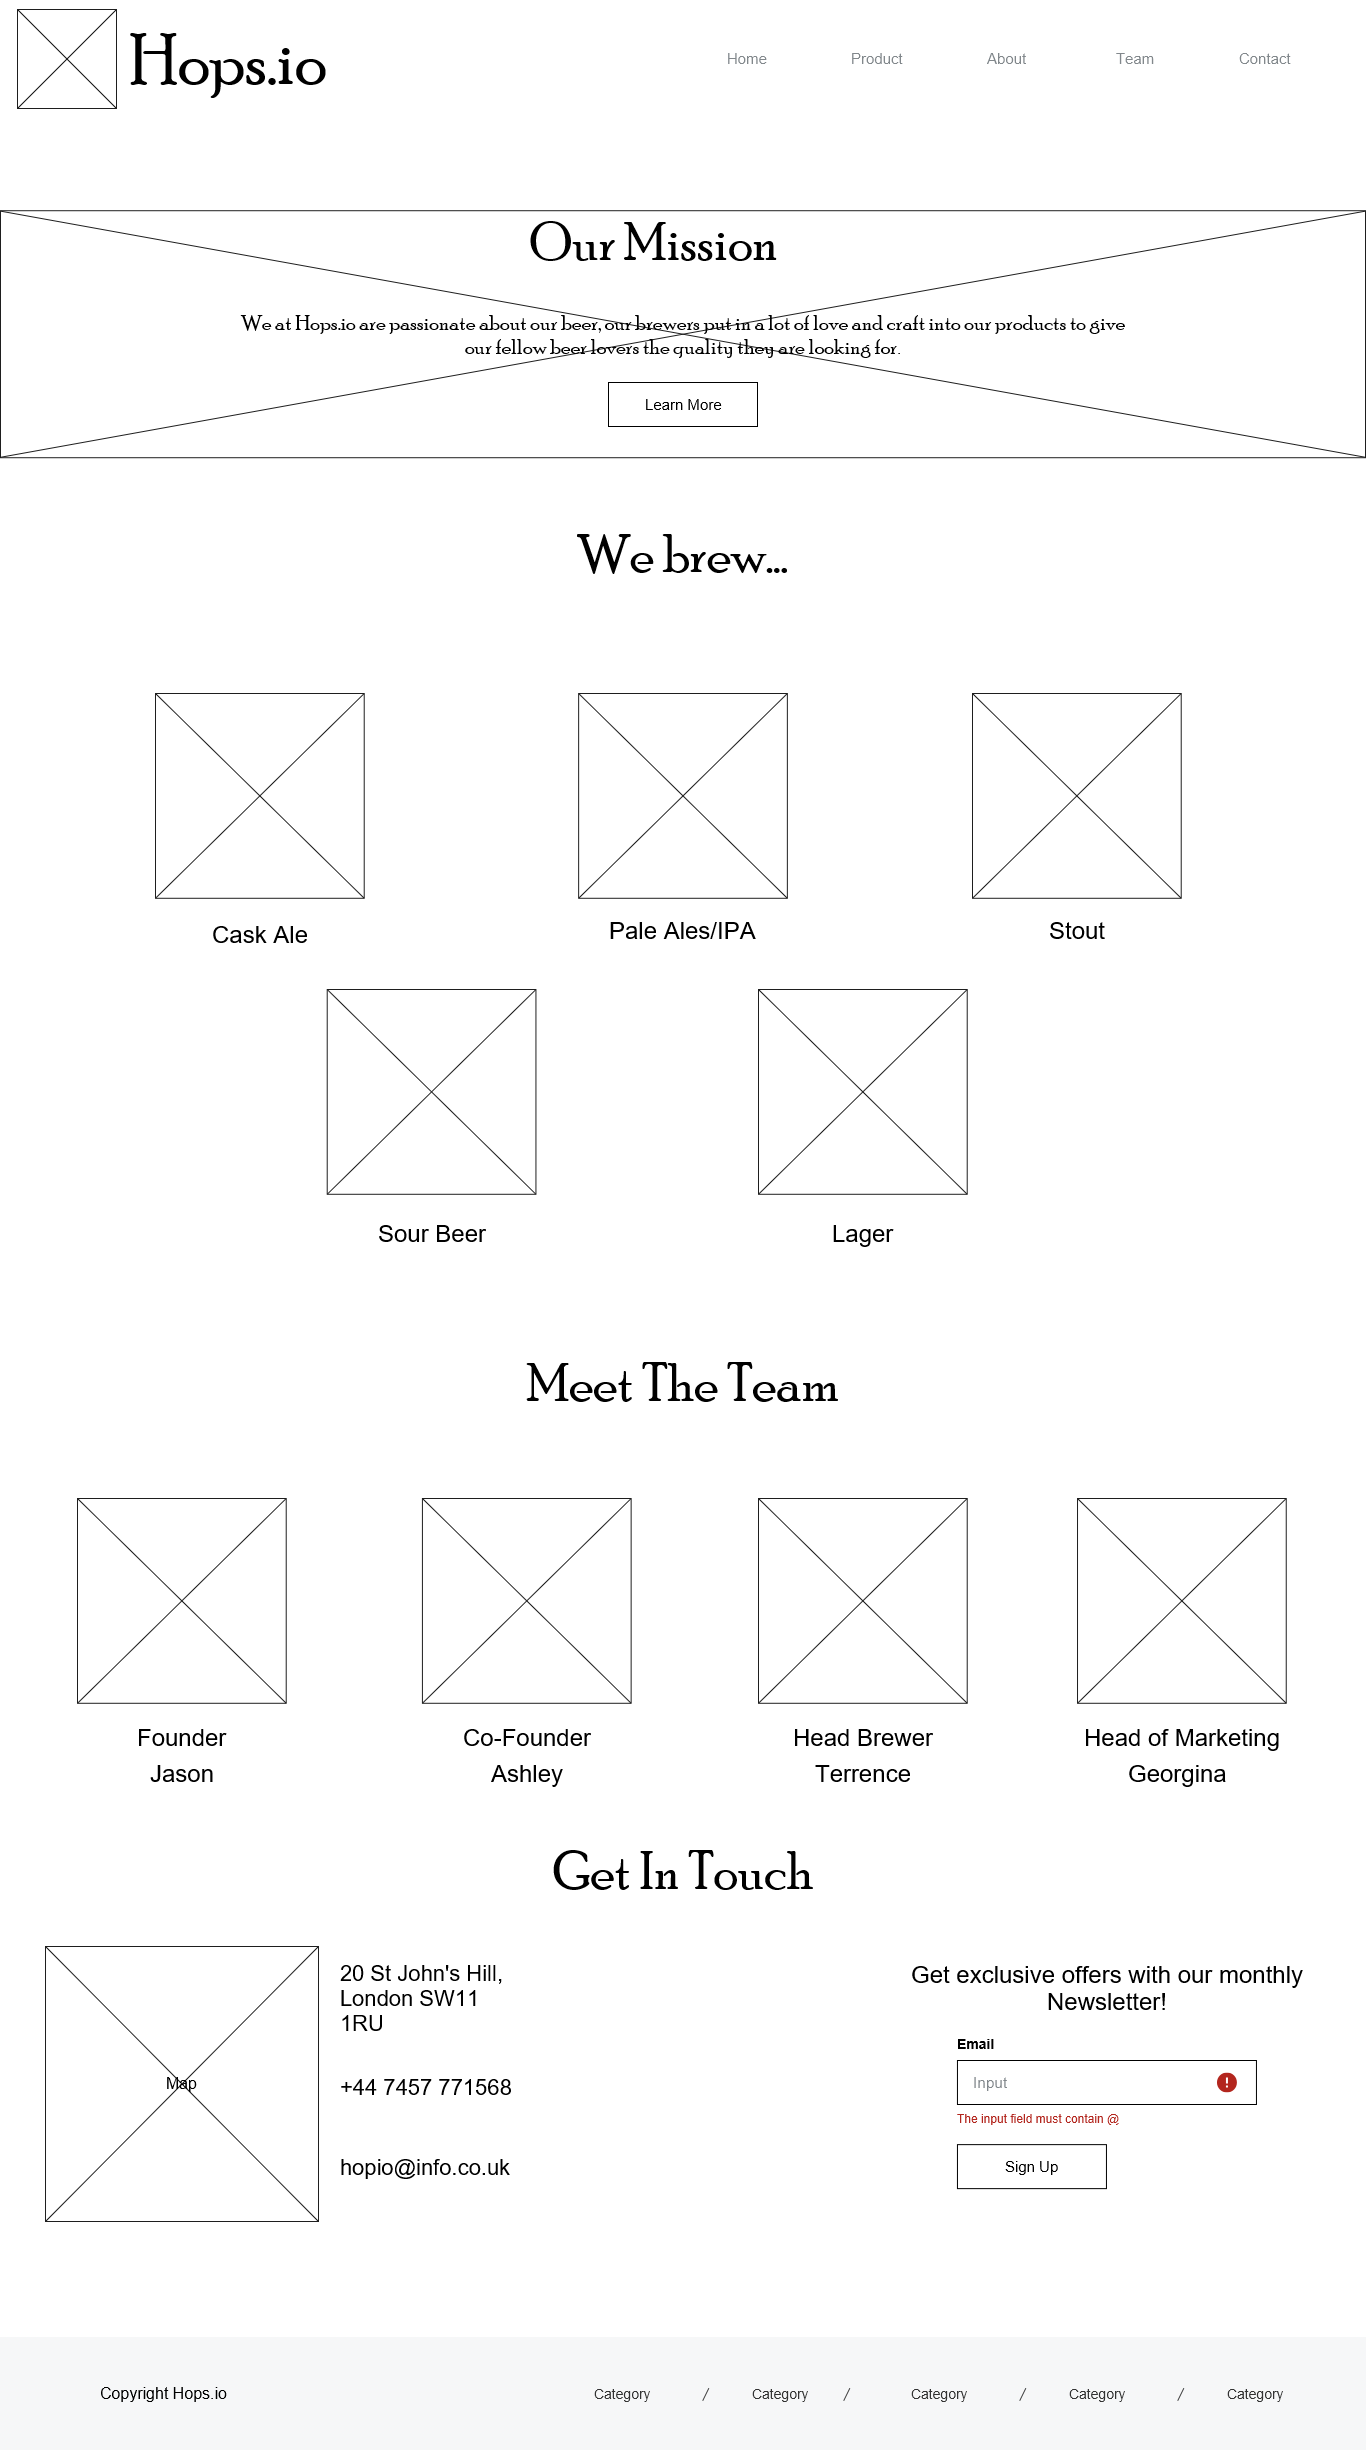 Hops.io
Home Product About Team Contact
Our Mission
We at Hops.io are passionate about our beer, our brewers put in a lot of love and craft into our products to give
our fellow beer lovers the quality they are looking for.
Learn More
We brew...
Cask Ale Pale Ales/IPA Stout
Sour Beer Lager
Meet The Team
Founder Co-Founder Head Brewer Head of Marketing
Jason Ashley Terrence Georgina
Get In Touch
Map
20 St John's Hill,
London SW11
1RU
+44 7457 771568
hopio@info.co.uk
Get exclusive offers with our monthly
Newsletter!
Email
Input
The input field must contain @
Sign Up
Copyright Hops.io
Category / Category / Category / Category / Category